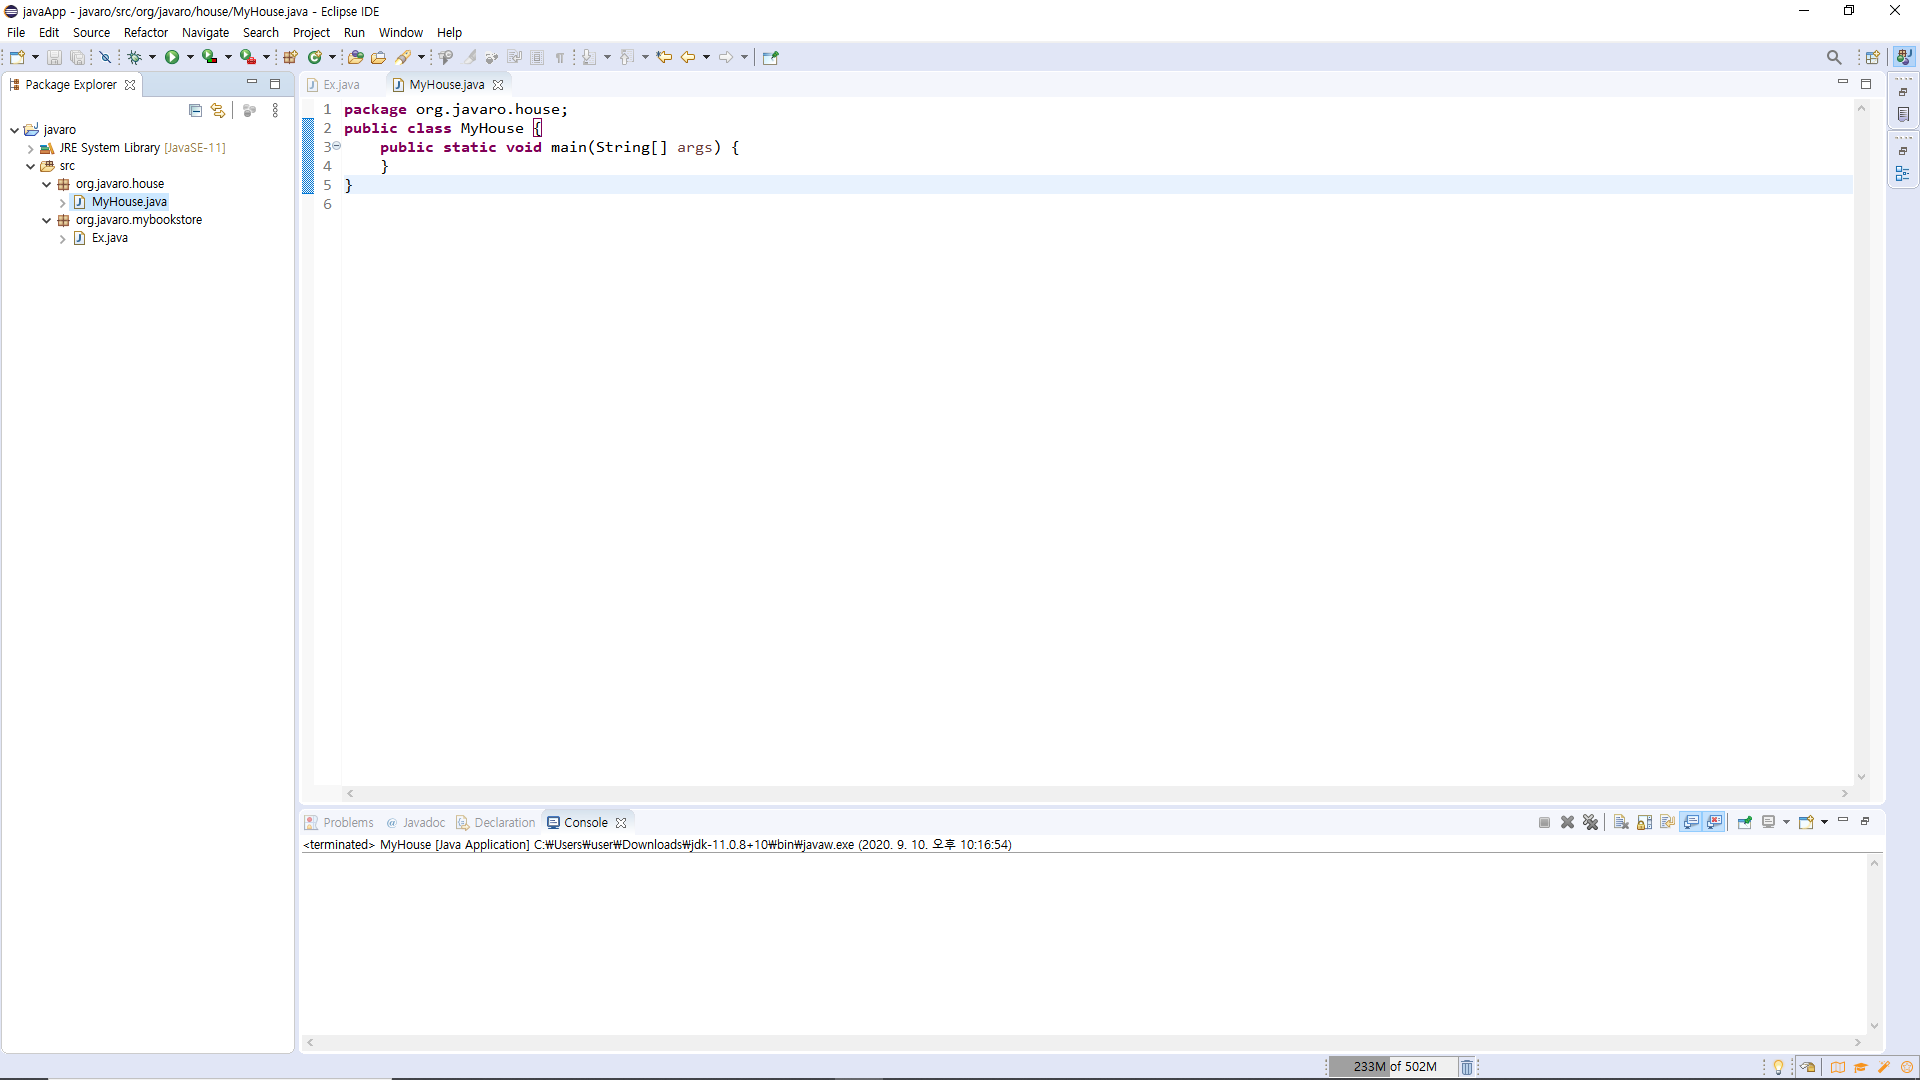 javaApp - javaro/src/org/javaro/house/MyHouse.java - Eclipse IDE
File Edit Source Refactor Navigate Search Project Run Window Help
Package Explorer
javaro
JRE System Library [JavaSE-11]
src
org.javaro.house
MyHouse.java
org.javaro.mybookstore
Ex.java
Ex.java MyHouse.java
1 package org.javaro.house;
2 public class MyHouse {
3 public static void main(String[] args) {
4 }
5 }
6
Problems @ Javadoc Declaration Console
<terminated> MyHouse [Java Application] C:₩Users₩user₩Downloads₩jdk-11.0.8+10₩bin₩javaw.exe (2020. 9. 10. 오후 10:16:54)
233M of 502M